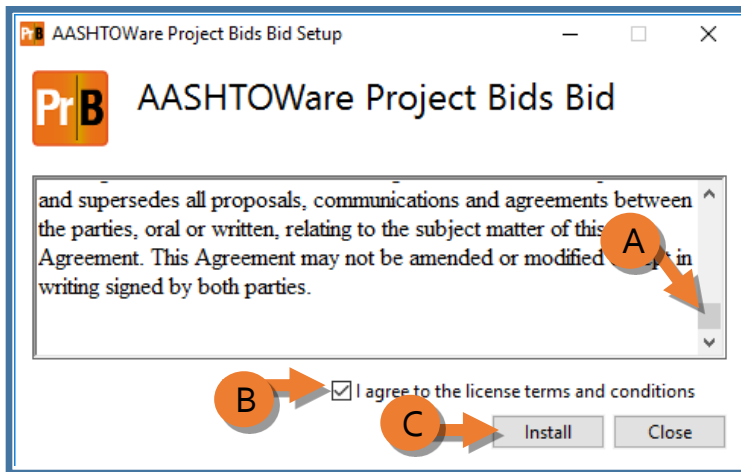 PrB AASHTOWare Project Bids Bid Setup
PrB AASHTOWare Project Bids Bid
and supersedes all proposals, communications and agreements between
the parties, oral or written, relating to the subject matter of this
A
Agreement. This Agreement may not be amended or modified in
writing signed by both parties.
B
I agree to the license terms and conditions
C
Install Close